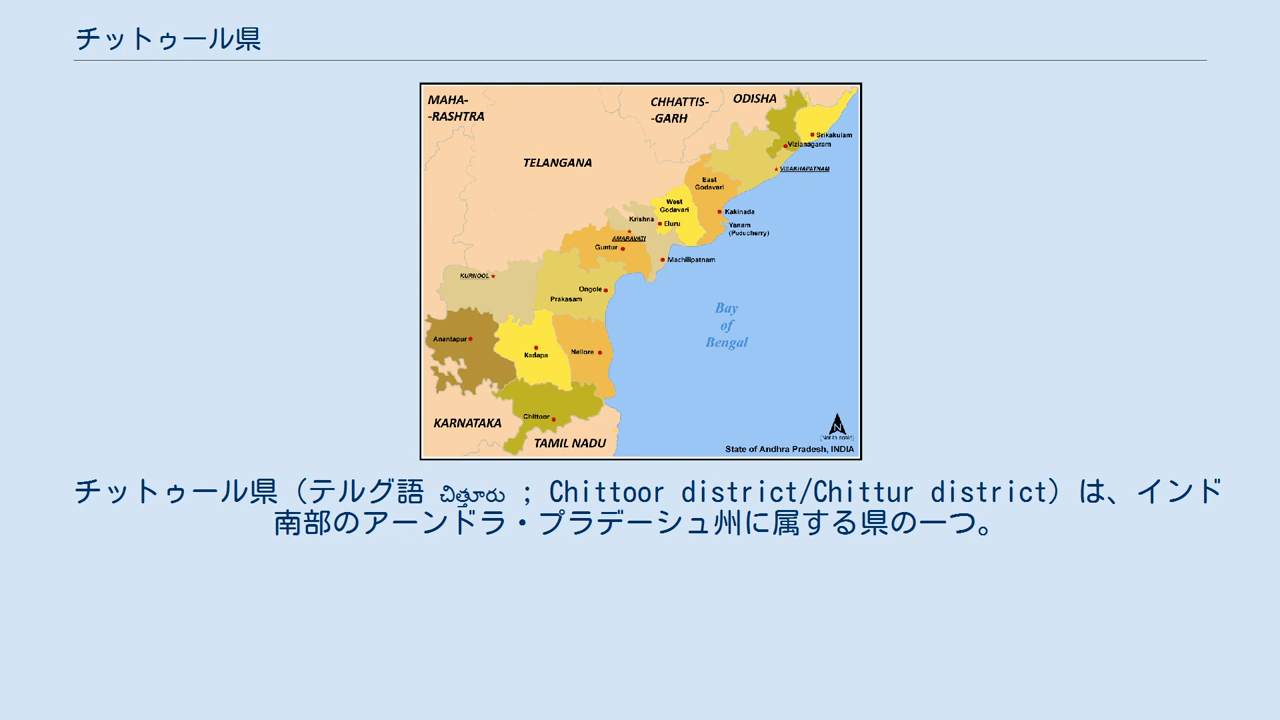 チットゥール県
MAHA-
-RASHTRA
CHHATTIS-
-GARH
ODISHA
Srikakulam
Vizianagaram
TELANGANA
VISAKHAPATNAM
East
Godavari
West
Godavari
Kakinada
Krishna
Eluru
Yanam
(Puducherry)
AMARAVATI
Guntur
Machilipatnam
KURNOOL
Ongole
Prakasam
Bay
of
Bengal
Anantapur
Kadapa
Nellore
Chittoor
KARNATAKA
N
(Not to scale)
TAMIL NADU
State of Andhra Pradesh, INDIA
チットゥール県（テルグ語 చిత్తూరు ; Chittoor district/Chittur district）は、インド
南部のアーンドラ・プラデーシュ州に属する県の一つ。